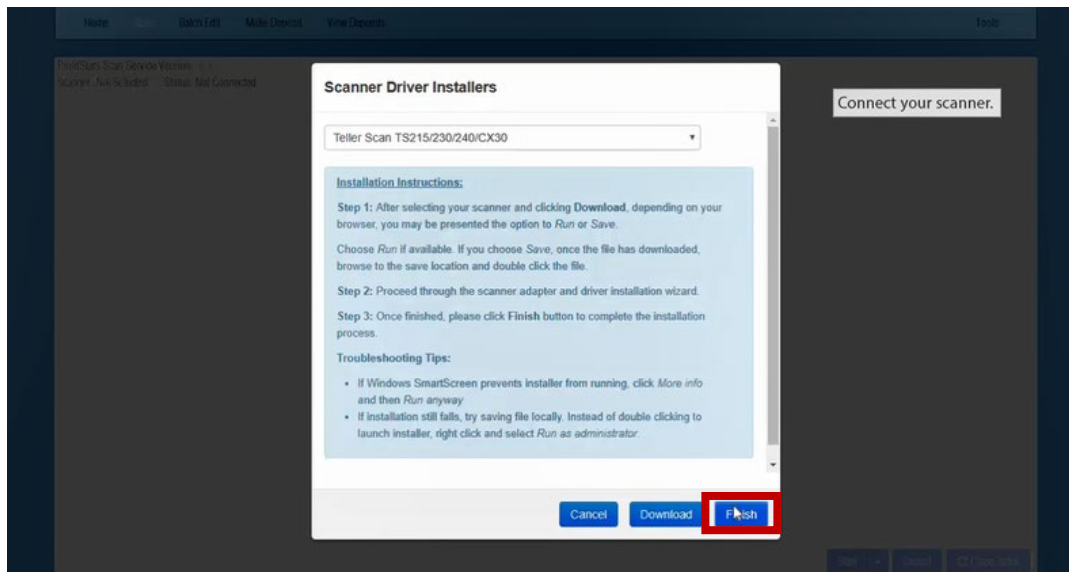 Home Batch Edit Make Deposit View Deposits Tools
Scan Service Version
Scanner: Not Selected Status: Not Connected
Scanner Driver Installers
Connect your scanner.
Teller Scan TS215/230/240/CX30
Installation Instructions:
Step 1: After selecting your scanner and clicking Download, depending on your
browser, you may be presented the option to Run or Save.
Choose Run if available. If you choose Save, once the file has downloaded,
browse to the save location and double click the file.
Step 2: Proceed through the scanner adapter and driver installation wizard.
Step 3: Once finished, please click Finish button to complete the installation
process.
Troubleshooting Tips:
• If Windows SmartScreen prevents installer from running, click More info
and then Run anyway
• If installation still fails, try saving file locally. Instead of double clicking to
launch installer, right click and select Run as administrator.
Cancel Download Finish